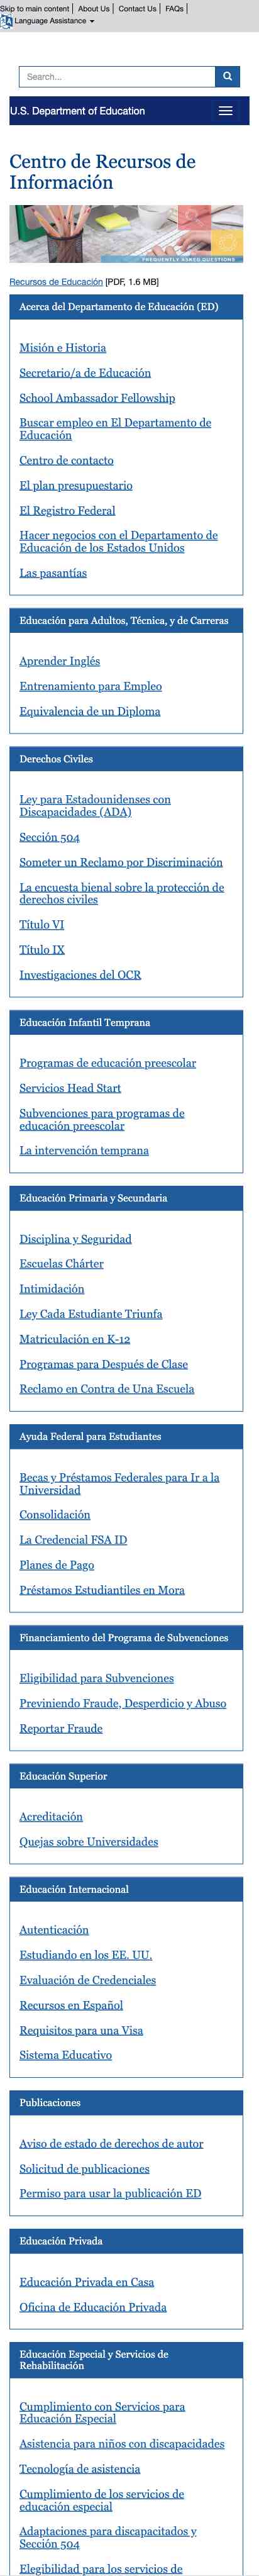 Skip to main content About Us Contact Us FAQs
Language Assistance
Search...
U.S. Department of Education
Centro de Recursos de
Información
FREQUENTLY ASKED QUESTIONS
Recursos de Educación [PDF, 1.6 MB]
Acerca del Departamento de Educación (ED)
Misión e Historia
Secretario/a de Educación
School Ambassador Fellowship
Buscar empleo en El Departamento de
Educación
Centro de contacto
El plan presupuestario
El Registro Federal
Hacer negocios con el Departamento de
Educación de los Estados Unidos
Las pasantías
Educación para Adultos, Técnica, y de Carreras
Aprender Inglés
Entrenamiento para Empleo
Equivalencia de un Diploma
Derechos Civiles
Ley para Estadounidenses con
Discapacidades (ADA)
Sección 504
Someter un Reclamo por Discriminación
La encuesta bienal sobre la protección de
derechos civiles
Título VI
Título IX
Investigaciones del OCR
Educación Infantil Temprana
Programas de educación preescolar
Servicios Head Start
Subvenciones para programas de
educación preescolar
La intervención temprana
Educación Primaria y Secundaria
Disciplina y Seguridad
Escuelas Chárter
Intimidación
Ley Cada Estudiante Triunfa
Matriculación en K-12
Programas para Después de Clase
Reclamo en Contra de Una Escuela
Ayuda Federal para Estudiantes
Becas y Préstamos Federales para Ir a la
Universidad
Consolidación
La Credencial FSA ID
Planes de Pago
Préstamos Estudiantiles en Mora
Financiamiento del Programa de Subvenciones
Eligibilidad para Subvenciones
Previniendo Fraude, Desperdicio y Abuso
Reportar Fraude
Educación Superior
Acreditación
Quejas sobre Universidades
Educación Internacional
Autenticación
Estudiando en los EE. UU.
Evaluación de Credenciales
Recursos en Español
Requisitos para una Visa
Sistema Educativo
Publicaciones
Aviso de estado de derechos de autor
Solicitud de publicaciones
Permiso para usar la publicación ED
Educación Privada
Educación Privada en Casa
Oficina de Educación Privada
Educación Especial y Servicios de
Rehabilitación
Cumplimiento con Servicios para
Educación Especial
Asistencia para niños con discapacidades
Tecnología de asistencia
Cumplimiento de los servicios de
educación especial
Adaptaciones para discapacitados y
Sección 504
Elegibilidad para los servicios de